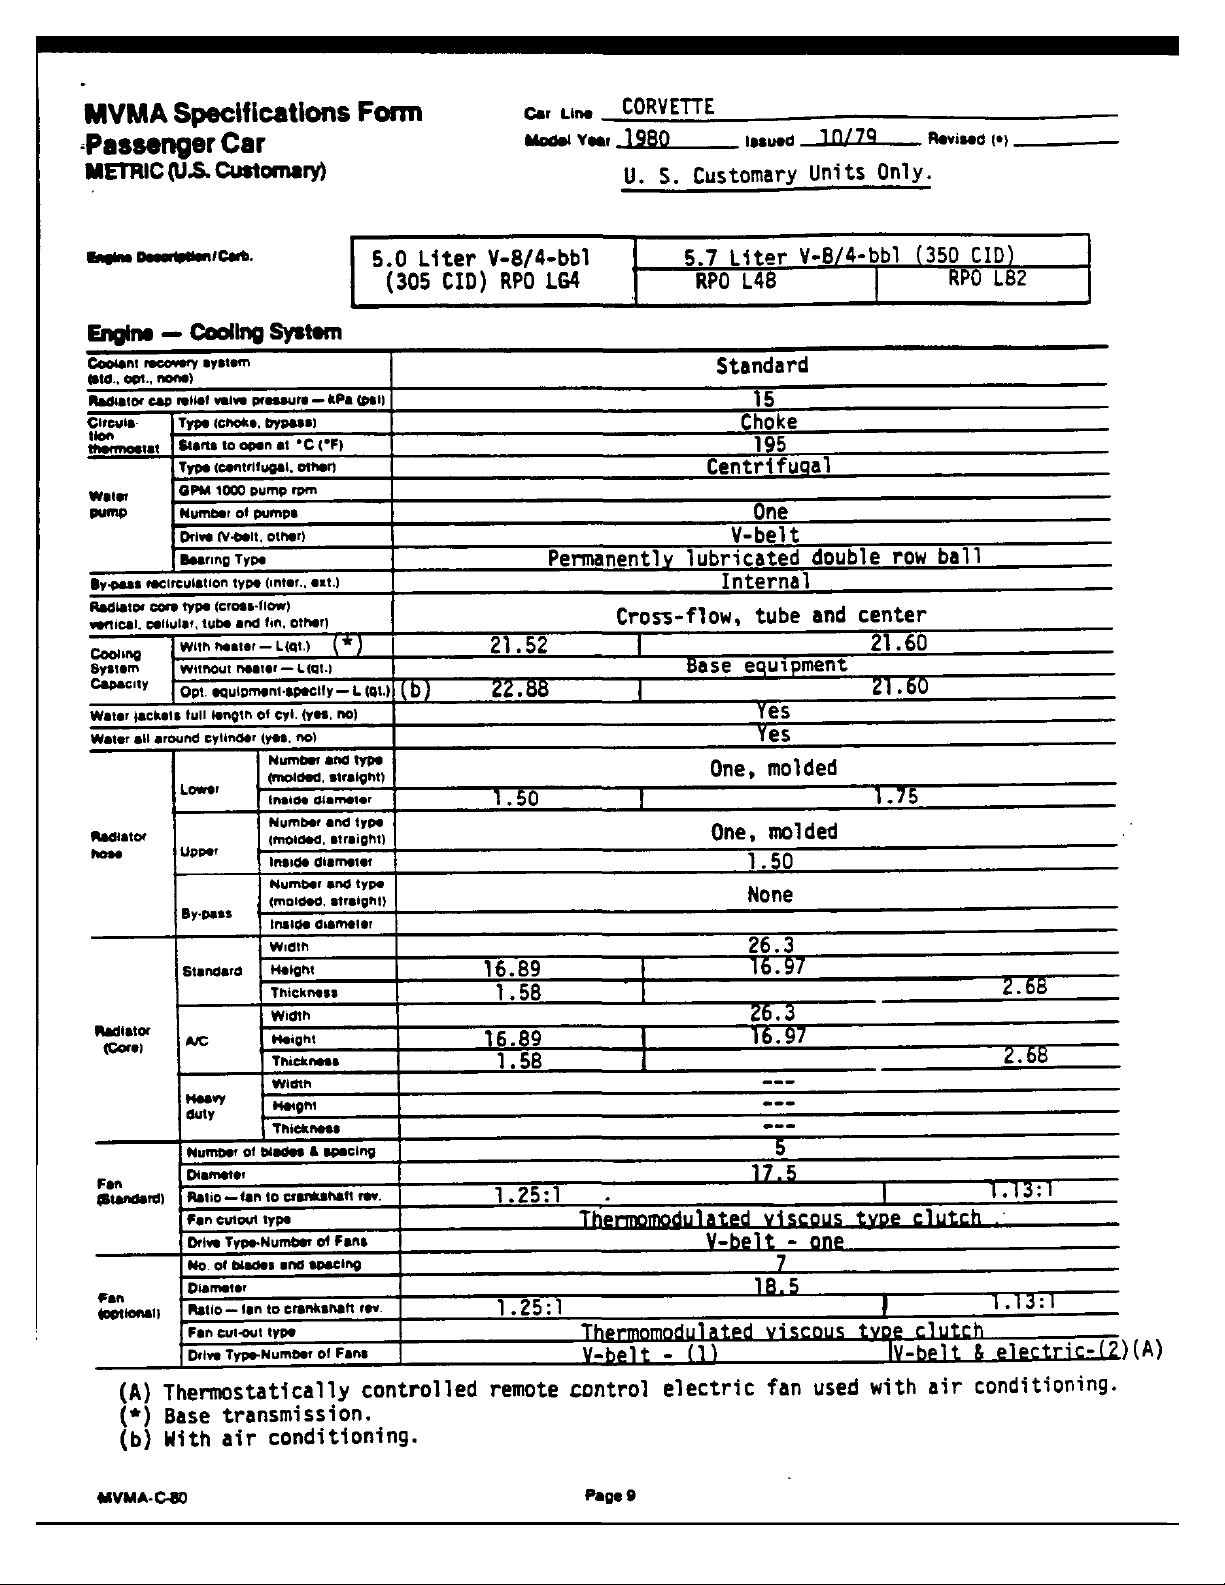 MVMA Specifications Form
Passenger Car
METRIC (U.S. Customary)
Car Line CORVETTE
Model Year 1980 Issued 10/79 Revised (•)
U. S. Customary Units Only.
Engine Description/Carb.
5.0 Liter V-8/4-bbl
(305 CID) RPO LG4
5.7 Liter V-8/4-bbl (350 CID)
RPO L48 RPO L82
Engine — Cooling System
Coolant recovery system
(std., opt., none) Standard
Radiator cap relief valve pressure — kPa (psi) 15
Circula-
tion
thermostat
Type (choke, bypass) Choke
Starts to open at °C (°F) 195
Water
pump
Type (centrifugal, other) Centrifugal
GPM 1000 pump rpm
Number of pumps One
Drive (V-belt, other) V-belt
Bearing Type Permanently lubricated double row ball
By-pass recirculation type (inter., ext.) Internal
Radiator core type (cross-flow)
vertical, cellular, tube and fin, other) Cross-flow, tube and center
Cooling
System
Capacity
With heater — L(qt.) (*) 21.52 21.60
Without heater — L(qt.) Base equipment
Opt. equipment-specify — L (qt.) (b) 22.88 21.60
Water jackets full length of cyl. (yes, no) Yes
Water all around cylinder (yes, no) Yes
Radiator
hose
Lower
Number and type
(molded, straight) One, molded
Inside diameter 1.50 1.75
Upper
Number and type
(molded, straight) One, molded
Inside diameter 1.50
By-pass
Number and type
(molded, straight) None
Inside diameter
Radiator
(Core)
Standard
Width 26.3
Height 16.89 16.97
Thickness 1.58 2.68
A/C
Width 26.3
Height 16.89 16.97
Thickness 1.58 2.68
Heavy
duty
Width ---
Height ---
Thickness ---
Fan
(Standard)
Number of blades & spacing 5
Diameter 17.5
Ratio — fan to crankshaft rev. 1.25:1 1.13:1
Fan cutout type Thermomodulated viscous type clutch
Drive Type-Number of Fans V-belt - one
Fan
(optional)
No. of blades and spacing 7
Diameter 18.5
Ratio — fan to crankshaft rev. 1.25:1 1.13:1
Fan cut-out type Thermomodulated viscous type clutch
Drive Type-Number of Fans V-belt - (1) V-belt & electric-(2)(A)
(A) Thermostatically controlled remote control electric fan used with air conditioning.
(*) Base transmission.
(b) With air conditioning.
MVMA-C-80
Page 9